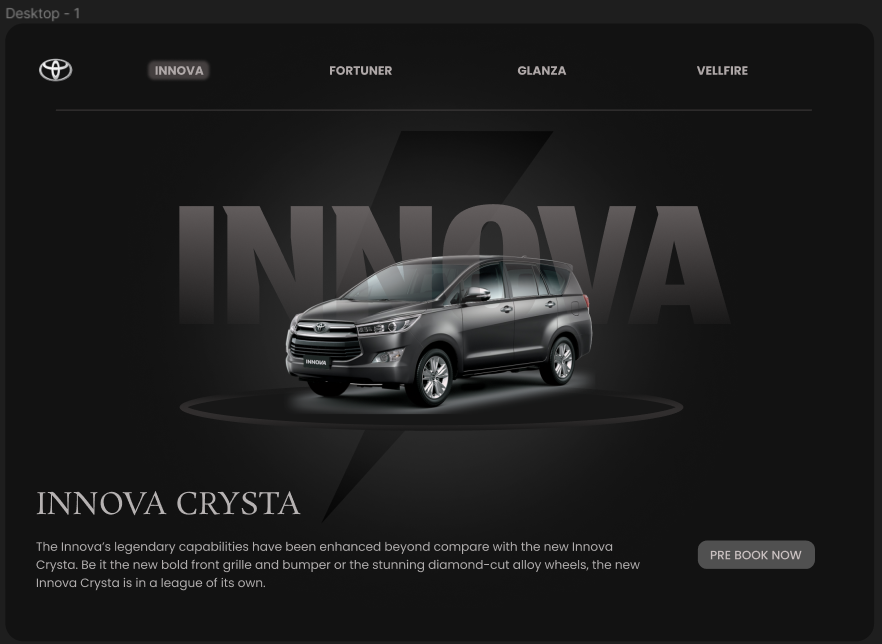 Desktop - 1
INNOVA
FORTUNER
GLANZA
VELLFIRE
INNOVA
INNOVA
INNOVA CRYSTA
The Innova’s legendary capabilities have been enhanced beyond compare with the new Innova
Crysta. Be it the new bold front grille and bumper or the stunning diamond-cut alloy wheels, the new
Innova Crysta is in a league of its own.
PRE BOOK NOW